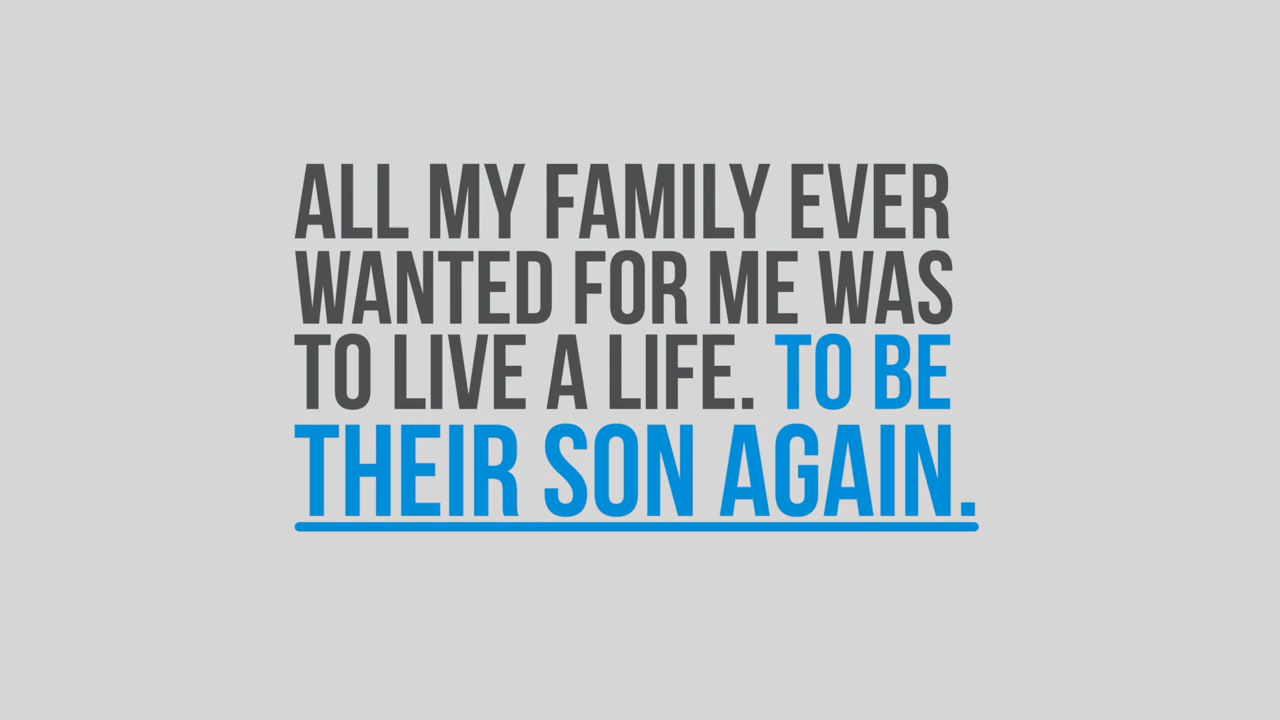 ALL MY FAMILY EVER
WANTED FOR ME WAS
TO LIVE A LIFE. TO BE
THEIR SON AGAIN.